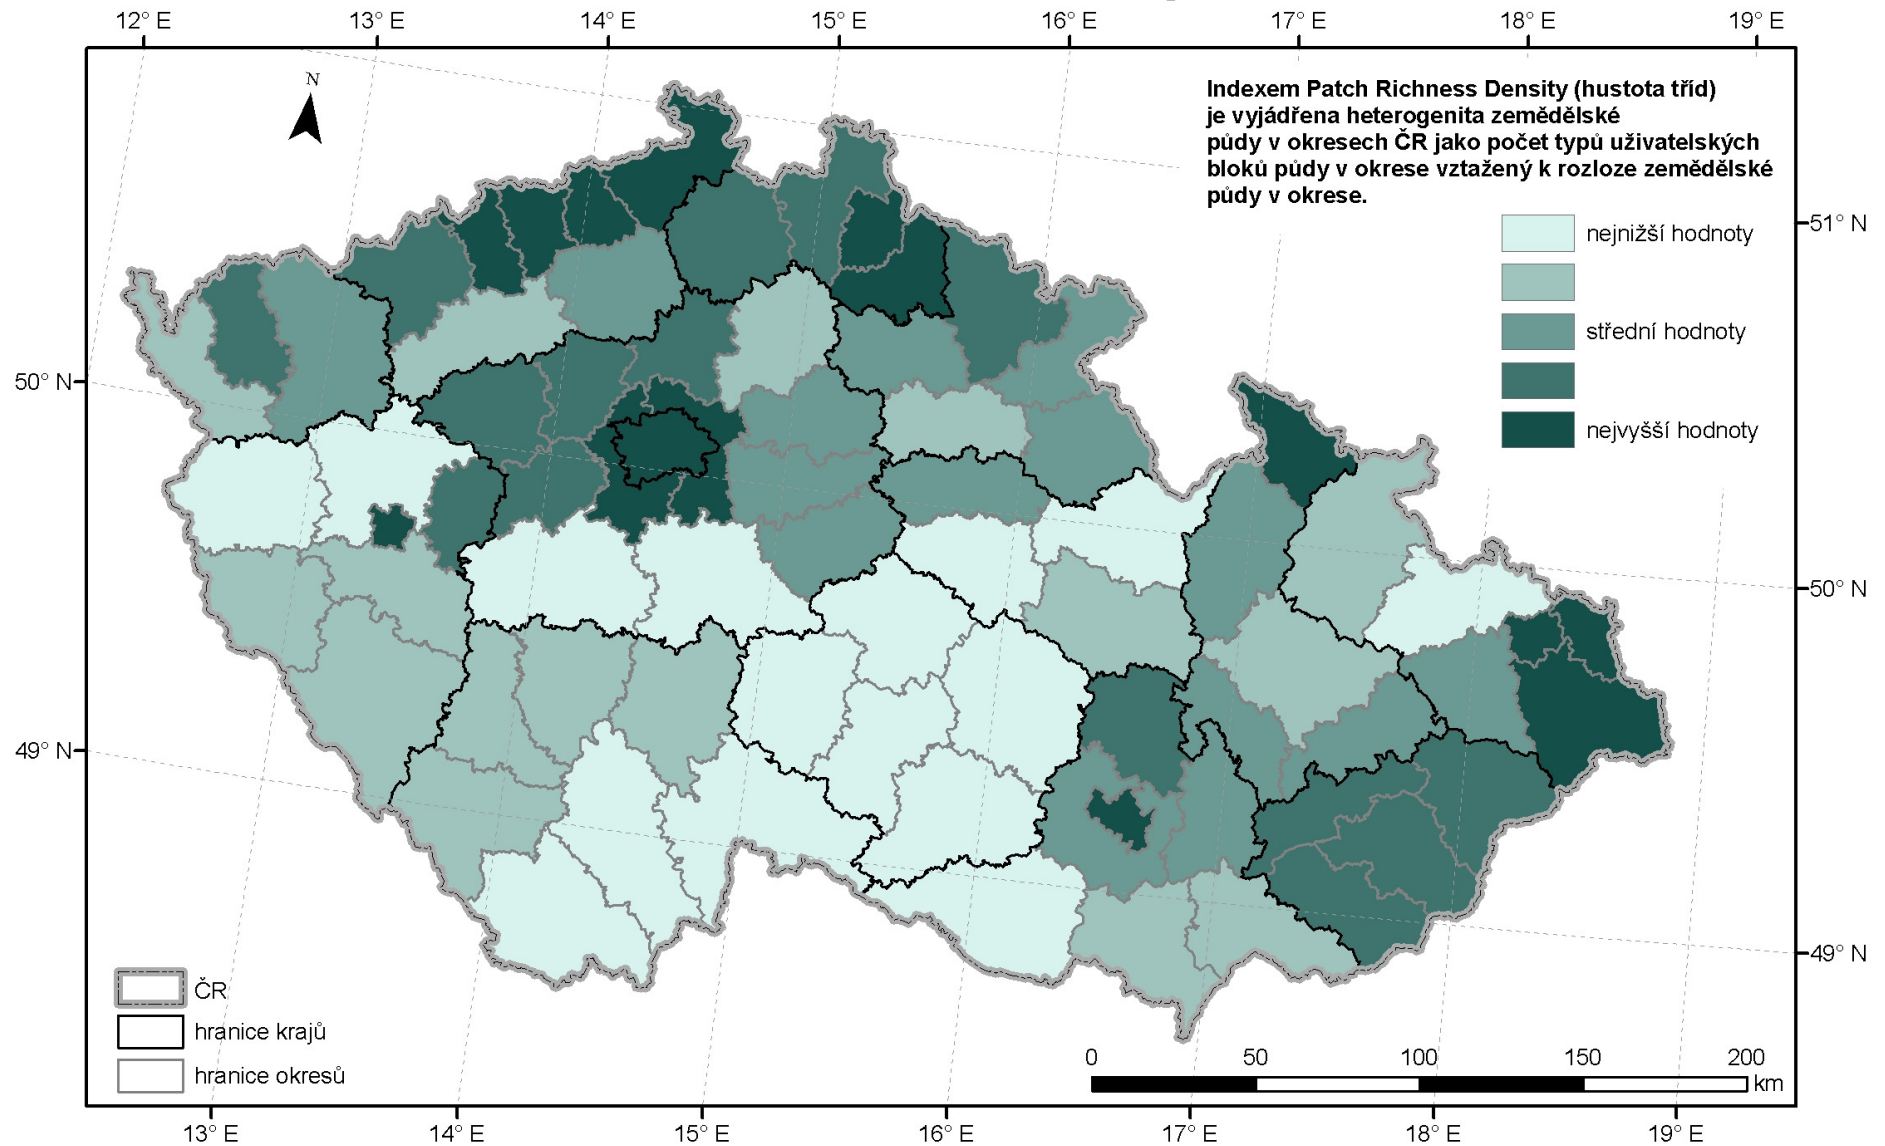 12° E 13° E 14° E 15° E 16° E 17° E 18° E 19° E
N
Indexem Patch Richness Density (hustota tříd)
je vyjádřena heterogenita zemědělské
půdy v okresech ČR jako počet typů uživatelských
bloků půdy v okrese vztažený k rozloze zemědělské
půdy v okrese.
nejnižší hodnoty
střední hodnoty
nejvyšší hodnoty
51° N
50° N
50° N
49° N
49° N
ČR
hranice krajů
hranice okresů
0 50 100 150 200
km
13° E 14° E 15° E 16° E 17° E 18° E 19° E